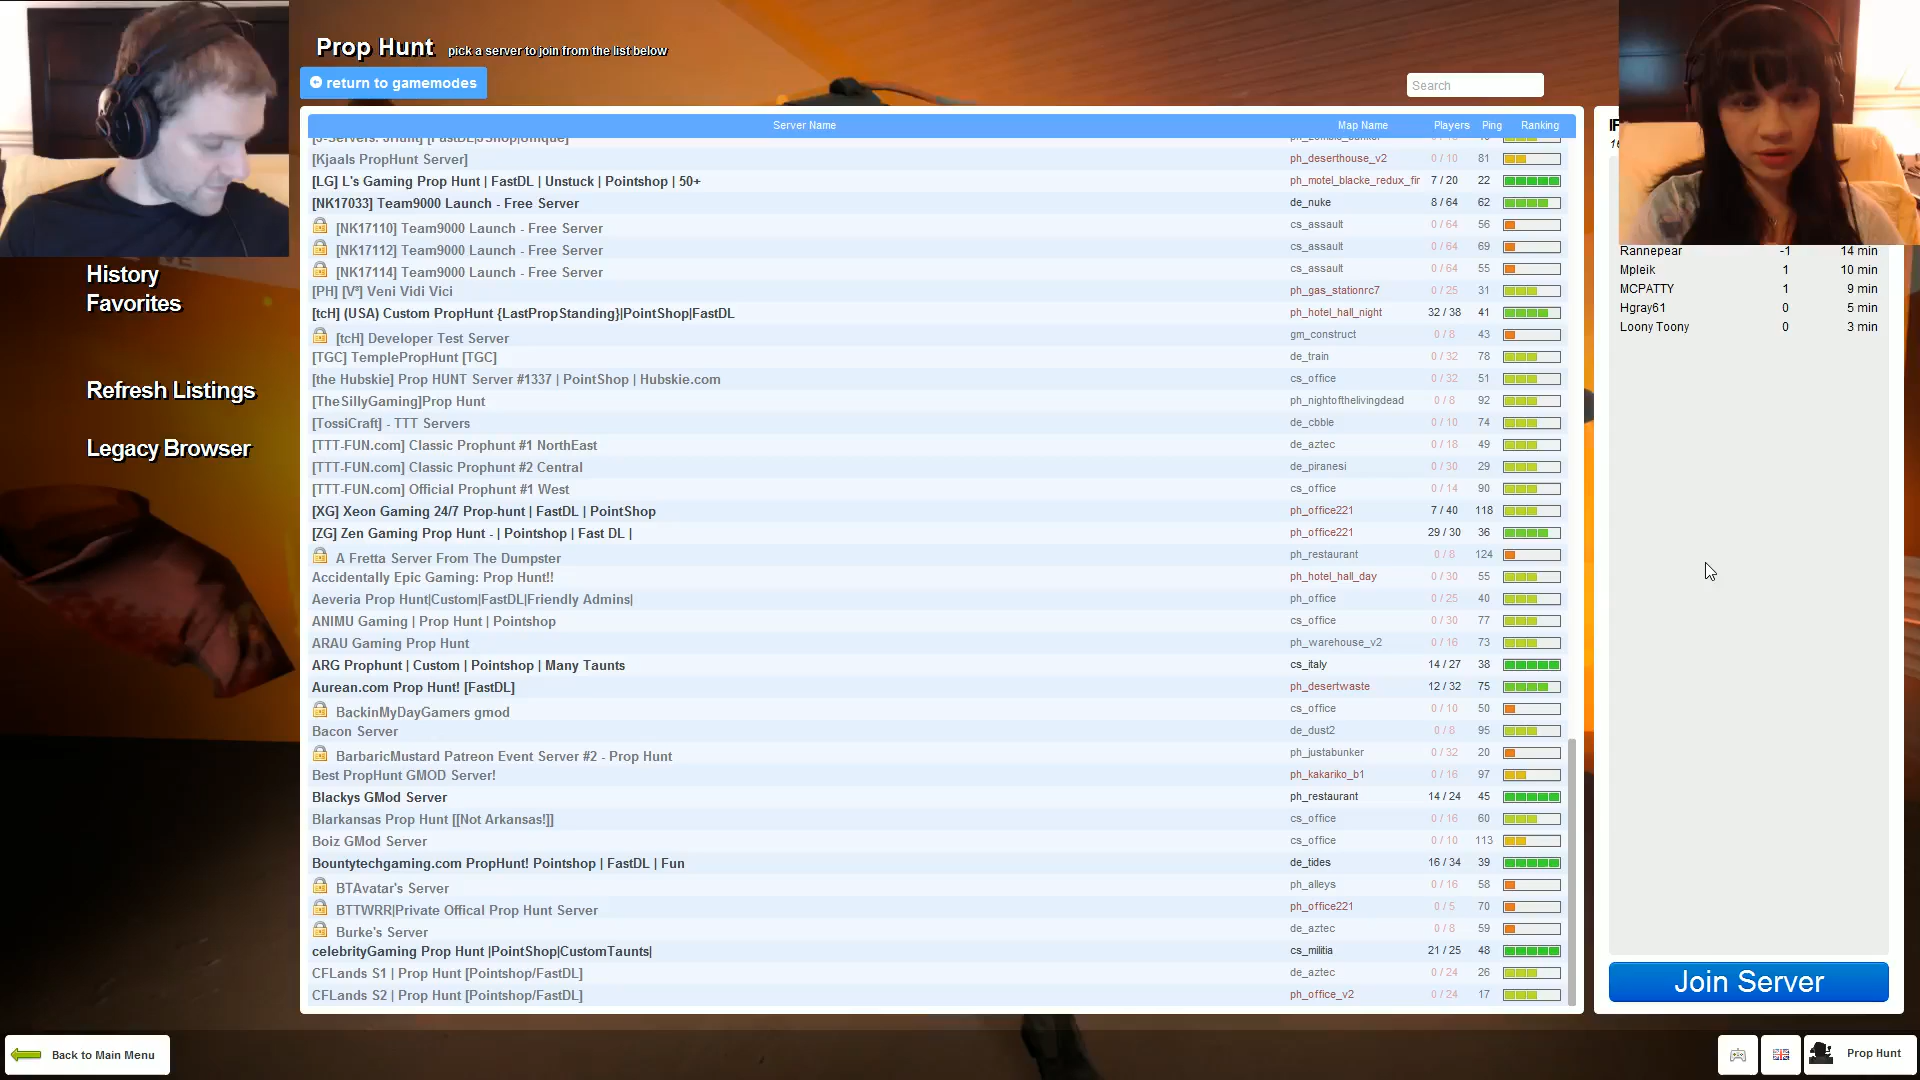 Prop Hunt pick a server to join from the list below
return to gamemodes
Search
Server Name Map Name Players Ping Ranking
[Kjaals PropHunt Server] ph_deserthouse_v2 0 / 10 81
[LG] L's Gaming Prop Hunt | FastDL | Unstuck | Pointshop | 50+ ph_motel_blacke_redux_fir 7 / 20 22
[NK17033] Team9000 Launch - Free Server de_nuke 8 / 64 62
[NK17110] Team9000 Launch - Free Server cs_assault 0 / 64 56
[NK17112] Team9000 Launch - Free Server cs_assault 0 / 64 69
[NK17114] Team9000 Launch - Free Server cs_assault 0 / 64 55
[PH] [V³] Veni Vidi Vici ph_gas_stationrc7 0 / 25 31
[tcH] (USA) Custom PropHunt {LastPropStanding}|PointShop|FastDL ph_hotel_hall_night 32 / 38 41
[tcH] Developer Test Server gm_construct 0 / 8 43
[TGC] TemplePropHunt [TGC] de_train 0 / 32 78
[the Hubskie] Prop HUNT Server #1337 | PointShop | Hubskie.com cs_office 0 / 32 51
[TheSillyGaming]Prop Hunt ph_nightofthelivingdead 0 / 8 92
[TossiCraft] - TTT Servers de_cbble 0 / 10 74
[TTT-FUN.com] Classic Prophunt #1 NorthEast de_aztec 0 / 18 49
[TTT-FUN.com] Classic Prophunt #2 Central de_piranesi 0 / 30 29
[TTT-FUN.com] Official Prophunt #1 West cs_office 0 / 14 90
[XG] Xeon Gaming 24/7 Prop-hunt | FastDL | PointShop ph_office221 7 / 40 118
[ZG] Zen Gaming Prop Hunt - | Pointshop | Fast DL | ph_office221 29 / 30 36
A Fretta Server From The Dumpster ph_restaurant 0 / 8 124
Accidentally Epic Gaming: Prop Hunt!! ph_hotel_hall_day 0 / 30 55
Aeveria Prop Hunt|Custom|FastDL|Friendly Admins| ph_office 0 / 25 40
ANIMU Gaming | Prop Hunt | Pointshop cs_office 0 / 30 77
ARAU Gaming Prop Hunt ph_warehouse_v2 0 / 16 73
ARG Prophunt | Custom | Pointshop | Many Taunts cs_italy 14 / 27 38
Aurean.com Prop Hunt! [FastDL] ph_desertwaste 12 / 32 75
BackinMyDayGamers gmod cs_office 0 / 10 50
Bacon Server de_dust2 0 / 8 95
BarbaricMustard Patreon Event Server #2 - Prop Hunt ph_justabunker 0 / 32 20
Best PropHunt GMOD Server! ph_kakariko_b1 0 / 16 97
Blackys GMod Server ph_restaurant 14 / 24 45
Blarkansas Prop Hunt [[Not Arkansas!]] cs_office 0 / 16 60
Boiz GMod Server cs_office 0 / 10 113
Bountytechgaming.com PropHunt! Pointshop | FastDL | Fun de_tides 16 / 34 39
BTAvatar's Server ph_alleys 0 / 16 58
BTTWRR|Private Offical Prop Hunt Server ph_office221 0 / 5 70
Burke's Server de_aztec 0 / 8 59
celebrityGaming Prop Hunt |PointShop|CustomTaunts| cs_militia 21 / 25 48
CFLands S1 | Prop Hunt [Pointshop/FastDL] de_aztec 0 / 24 26
CFLands S2 | Prop Hunt [Pointshop/FastDL] ph_office_v2 0 / 24 17
History
Favorites
Refresh Listings
Legacy Browser
Rannepear -1 14 min
Mpleik 1 10 min
MCPATTY 1 9 min
Hgray61 0 5 min
Loony Toony 0 3 min
Join Server
Back to Main Menu
Prop Hunt